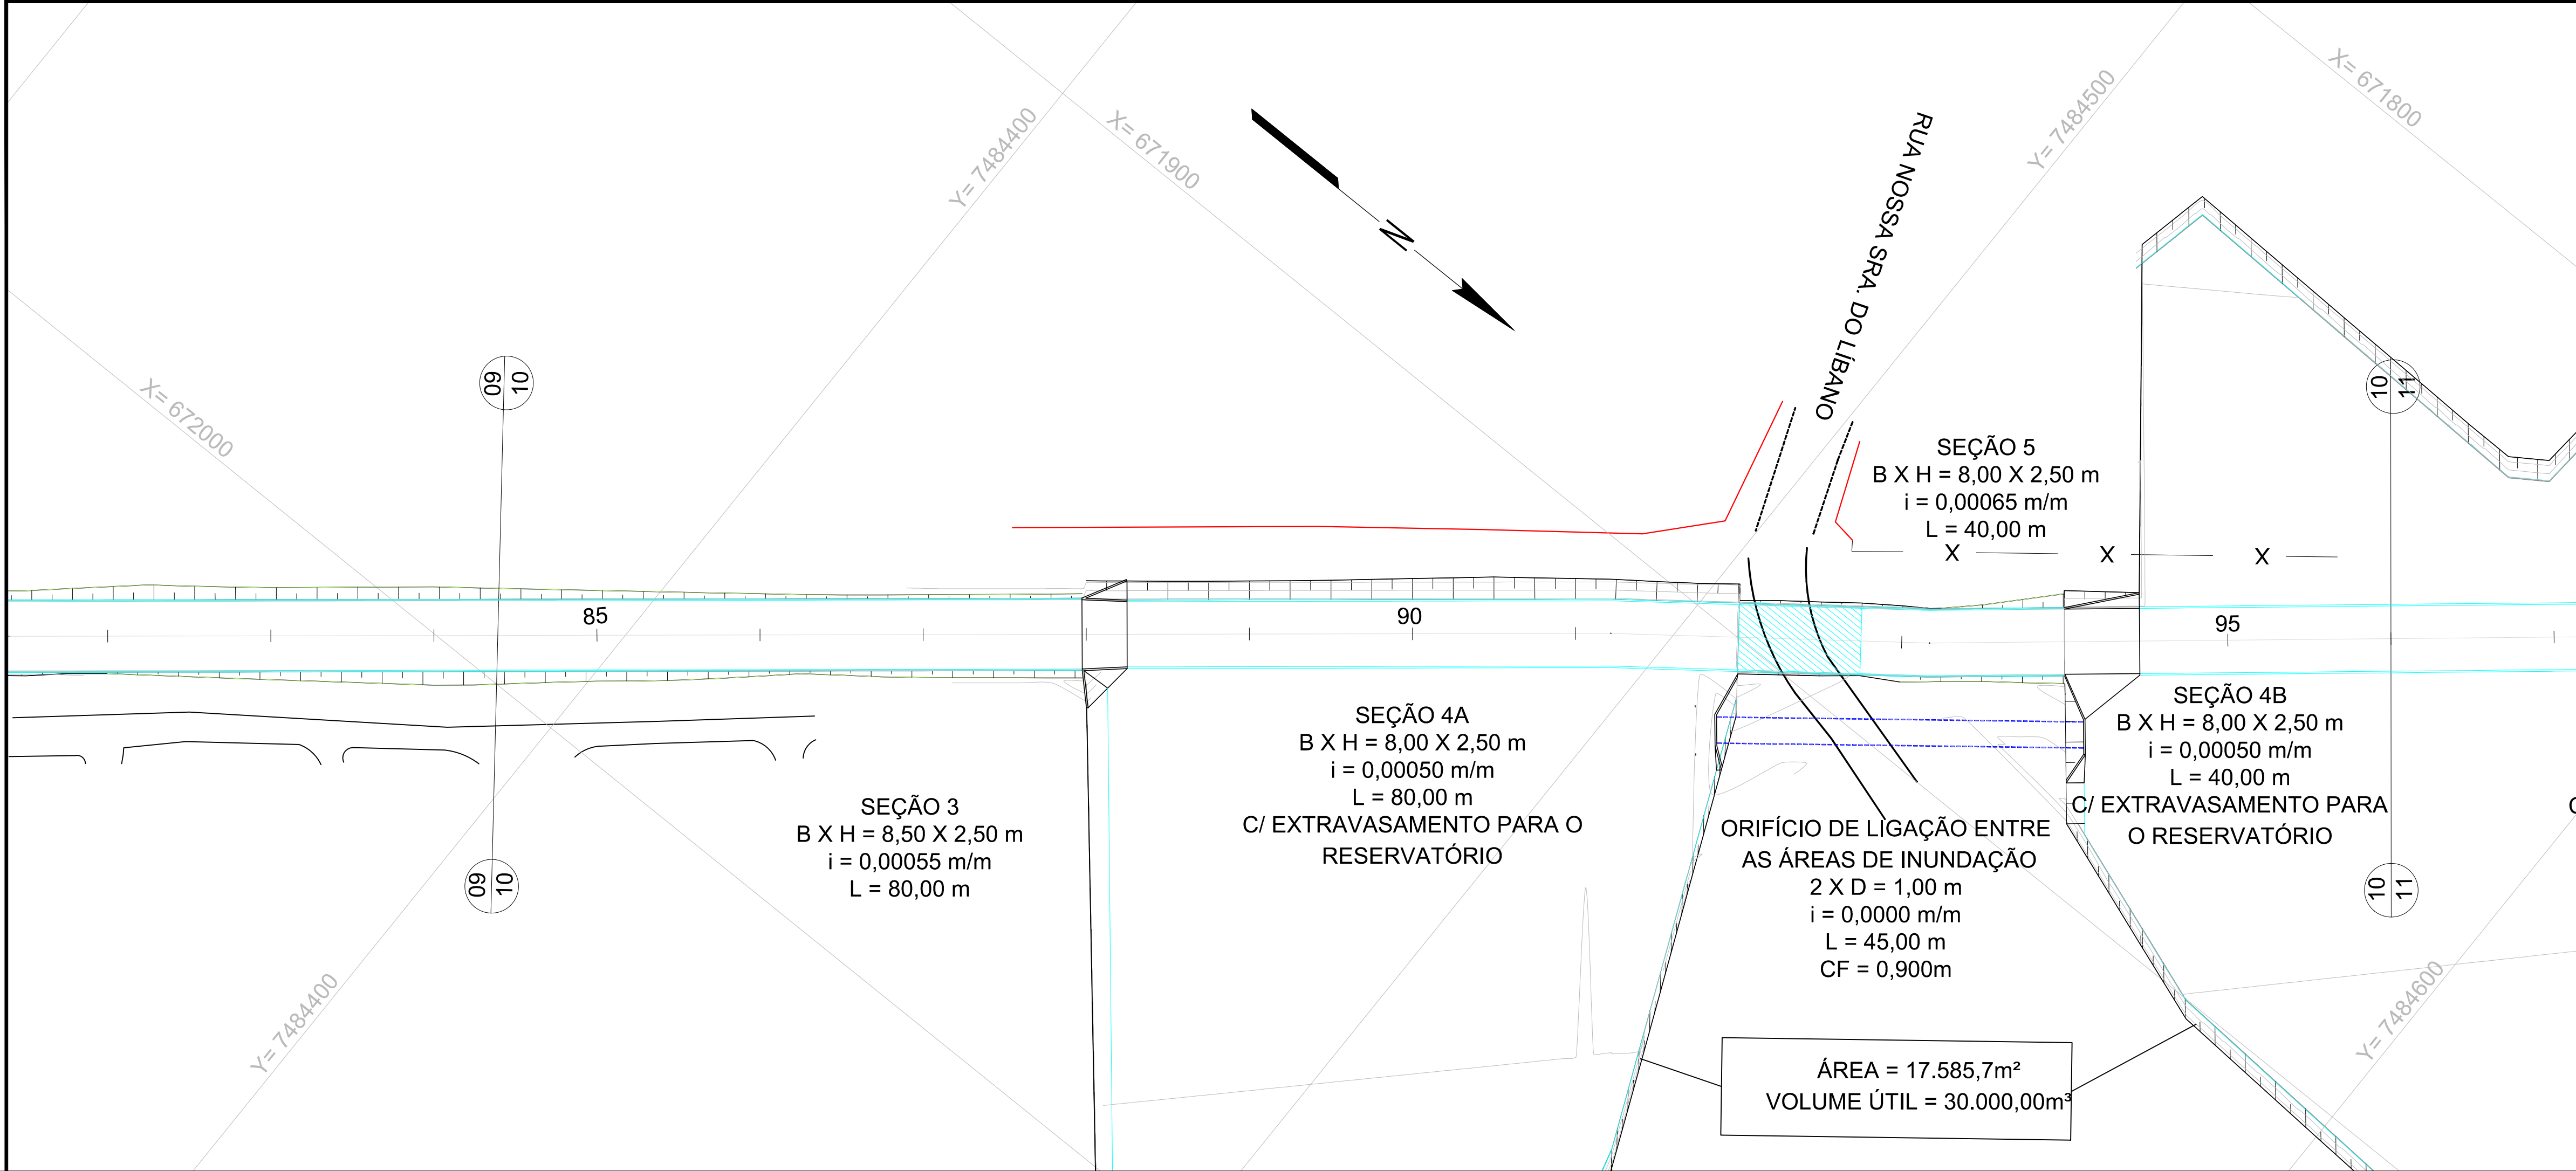 X= 671800
Y= 7484500
Y= 7484400
X= 671900
RUA NOSSA SRA. DO LÍBANO
N
09
10
10
11
X= 672000
SEÇÃO 5
B X H = 8,00 X 2,50 m
i = 0,00065 m/m
L = 40,00 m
X
X
X
85
90
95
SEÇÃO 3
B X H = 8,50 X 2,50 m
i = 0,00055 m/m
L = 80,00 m
SEÇÃO 4A
B X H = 8,00 X 2,50 m
i = 0,00050 m/m
L = 80,00 m
C/ EXTRAVASAMENTO PARA O
RESERVATÓRIO
SEÇÃO 4B
B X H = 8,00 X 2,50 m
i = 0,00050 m/m
L = 40,00 m
C/ EXTRAVASAMENTO PARA
O RESERVATÓRIO
ORIFÍCIO DE LIGAÇÃO ENTRE
AS ÁREAS DE INUNDAÇÃO
2 X D = 1,00 m
i = 0,0000 m/m
L = 45,00 m
CF = 0,900m
09
10
10
11
Y= 7484400
Y= 7484600
ÁREA = 17.585,7m²
VOLUME ÚTIL = 30.000,00m³